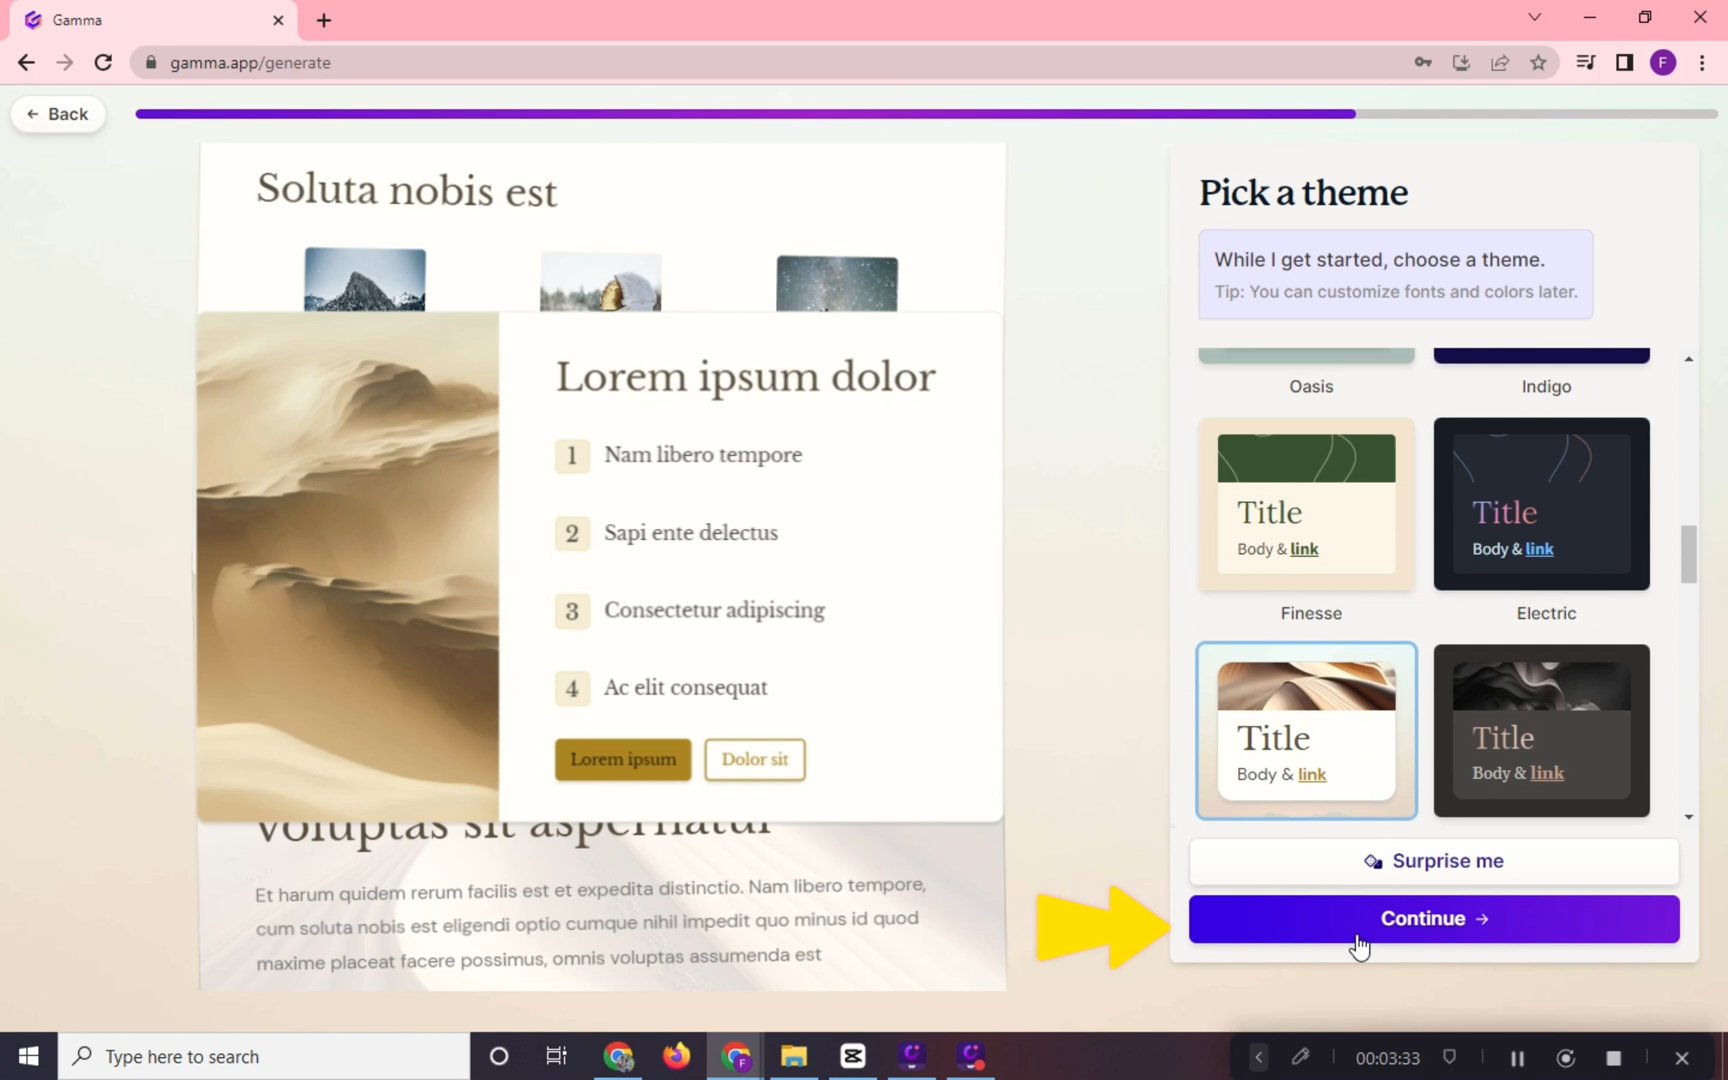 Gamma
gamma.app/generate
F
← Back
Soluta nobis est
Lorem ipsum dolor
1 Nam libero tempore
2 Sapi ente delectus
3 Consectetur adipiscing
4 Ac elit consequat
Lorem ipsum Dolor sit
voluptas sit aspernatur
Et harum quidem rerum facilis est et expedita distinctio. Nam libero tempore,
cum soluta nobis est eligendi optio cumque nihil impedit quo minus id quod
maxime placeat facere possimus, omnis voluptas assumenda est
Pick a theme
While I get started, choose a theme.
Tip: You can customize fonts and colors later.
Oasis Indigo
Title Title
Body & link Body & link
Finesse Electric
Title Title
Body & link Body & link
Surprise me
Continue →
Type here to search
F
00:03:33